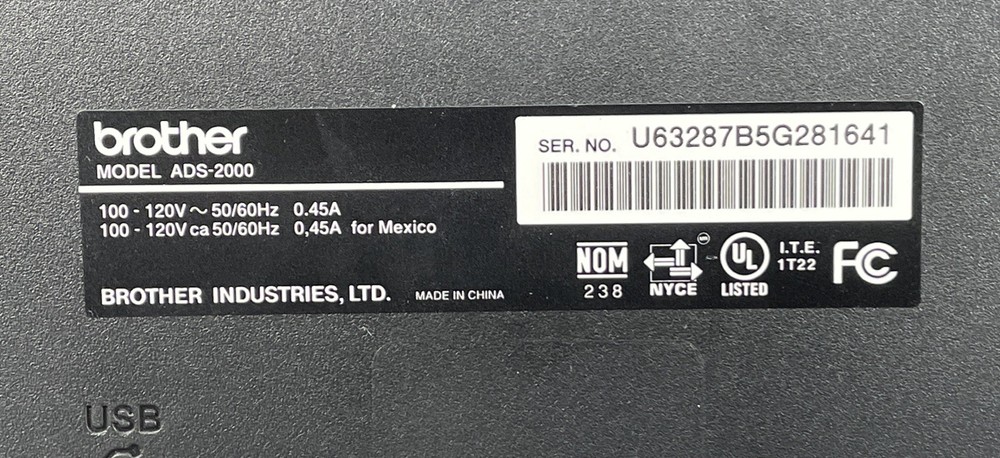 brother
MODEL ADS-2000
100 - 120V ~ 50/60Hz 0.45A
100 - 120V ca 50/60Hz 0,45A for Mexico
BROTHER INDUSTRIES, LTD. MADE IN CHINA
SER. NO. U63287B5G281641
NOM
238
NYCE
UL
LISTED
I.T.E.
1T22
FC
USB